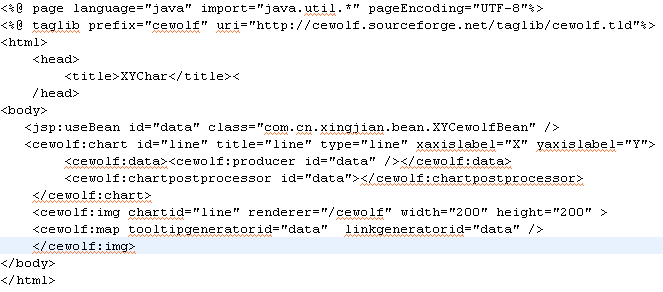 <%@ page language="java" import="java.util.*" pageEncoding="UTF-8"%>
<%@ taglib prefix="cewolf" uri="http://cewolf.sourceforge.net/taglib/cewolf.tld"%>
<html>
<head>
<title>XYChar</title><
/head>
<body>
<jsp:useBean id="data" class="com.cn.xingjian.bean.XYCewolfBean" />
<cewolf:chart id="line" title="line" type="line" xaxislabel="X" yaxislabel="Y">
<cewolf:data><cewolf:producer id="data" /></cewolf:data>
<cewolf:chartpostprocessor id="data"></cewolf:chartpostprocessor>
</cewolf:chart>
<cewolf:img chartid="line" renderer="/cewolf" width="200" height="200" >
<cewolf:map tooltipgeneratorid="data"  linkgeneratorid="data" />
</cewolf:img>
</body>
</html>